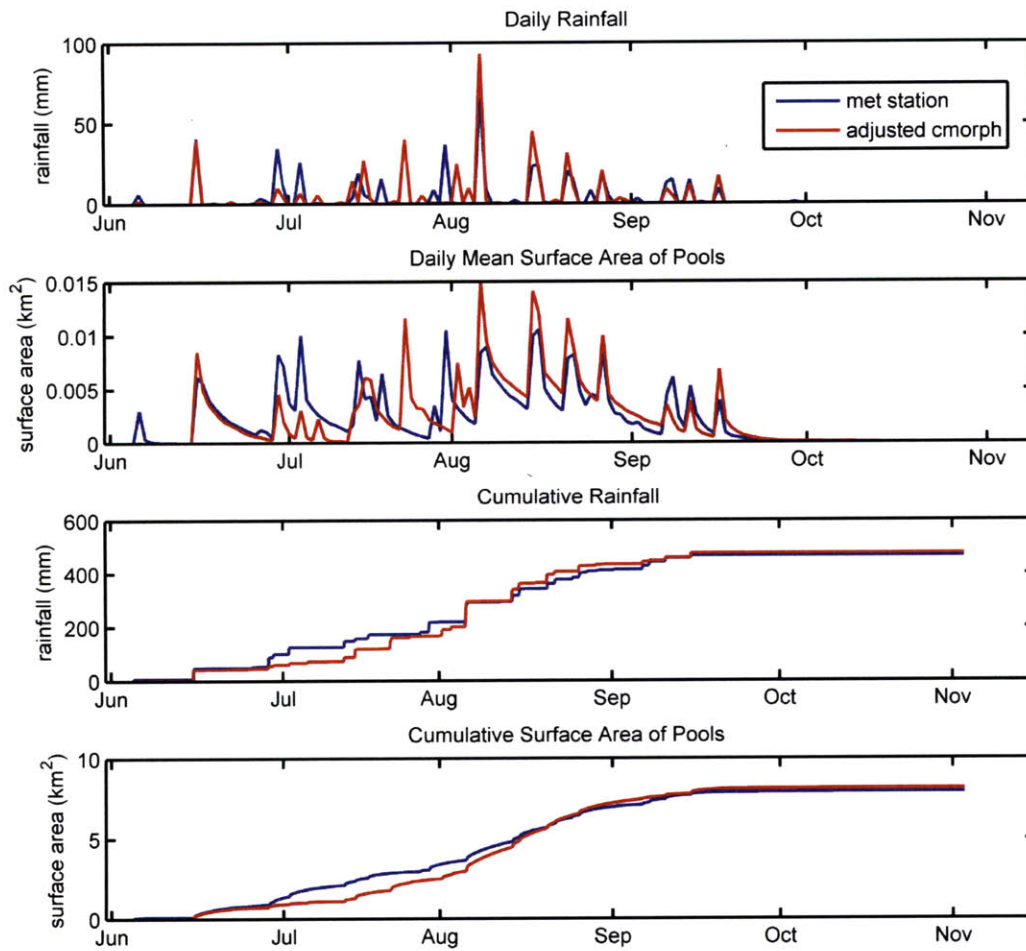 Daily Rainfall
100
50
0
rainfall (mm)
met station
adjusted cmorph
Jun Jul Aug Sep Oct Nov
Daily Mean Surface Area of Pools
0.015
0.01
0.005
0
surface area (km²)
Jun Jul Aug Sep Oct Nov
Cumulative Rainfall
600
400
200
0
rainfall (mm)
Jun Jul Aug Sep Oct Nov
Cumulative Surface Area of Pools
10
5
0
surface area (km²)
Jun Jul Aug Sep Oct Nov